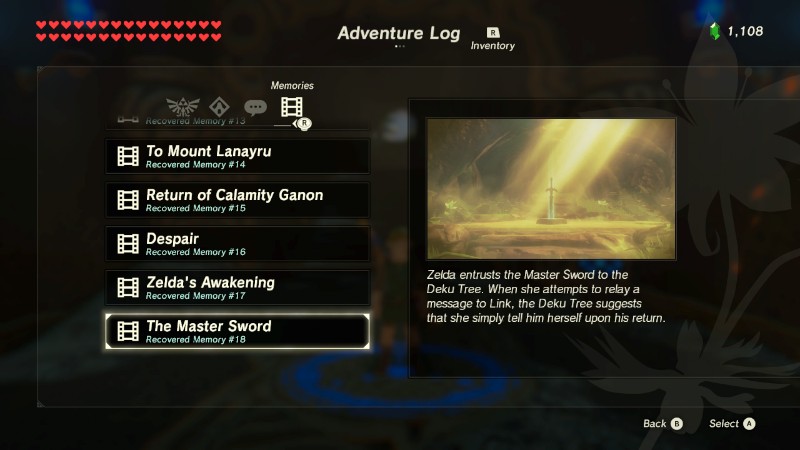 Adventure Log
R
Inventory
1,108
Memories
R
Recovered Memory #13
To Mount Lanayru
Recovered Memory #14
Return of Calamity Ganon
Recovered Memory #15
Despair
Recovered Memory #16
Zelda's Awakening
Recovered Memory #17
The Master Sword
Recovered Memory #18
Zelda entrusts the Master Sword to the
Deku Tree. When she attempts to relay a
message to Link, the Deku Tree suggests
that she simply tell him herself upon his return.
Back B
Select A